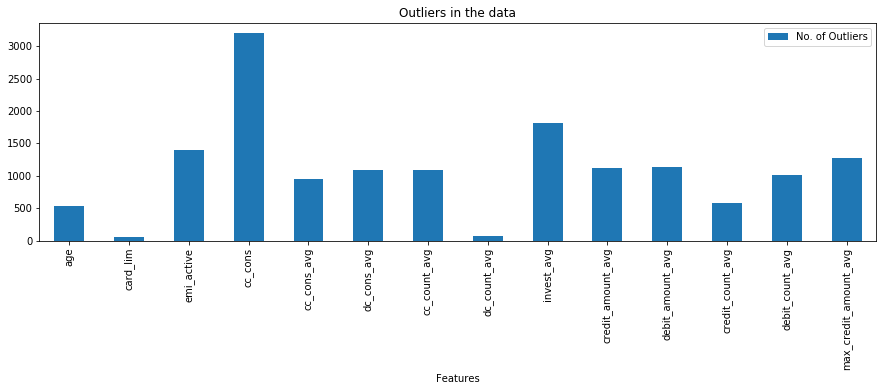 Outliers in the data
No. of Outliers
3000
2500
2000
1500
1000
500
0
age
card_lim
emi_active
cc_cons
cc_cons_avg
dc_cons_avg
cc_count_avg
dc_count_avg
invest_avg
credit_amount_avg
debit_amount_avg
credit_count_avg
debit_count_avg
max_credit_amount_avg
Features